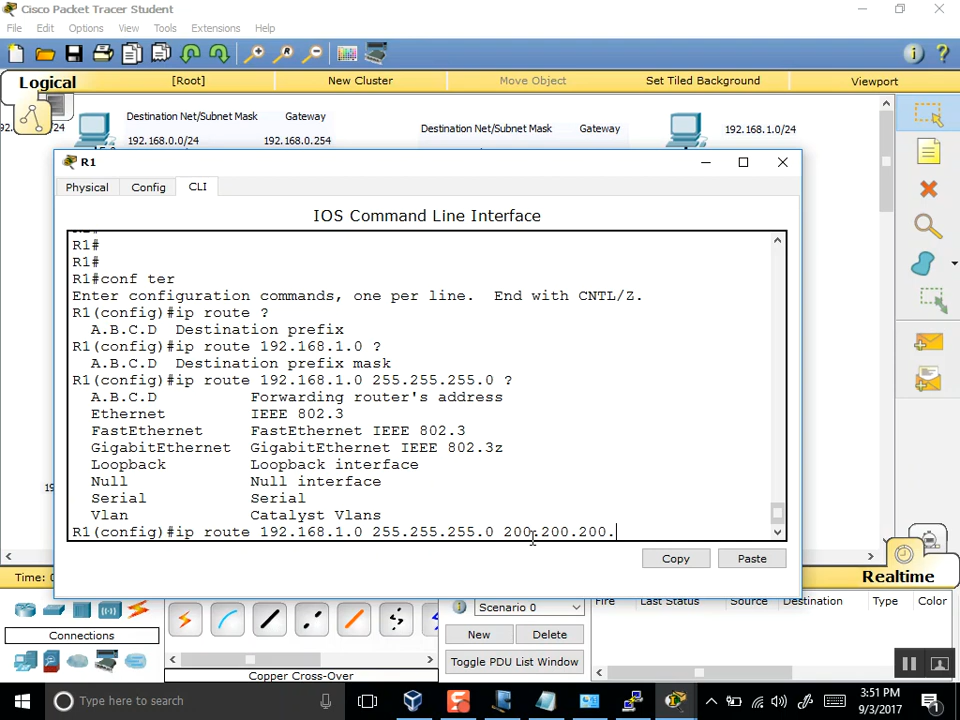 Cisco Packet Tracer Student
File Edit Options View Tools Extensions Help
Logical [Root] New Cluster Move Object Set Tiled Background Viewport
/24 Destination Net/Subnet Mask Gateway Destination Net/Subnet Mask Gateway 192.168.1.0/24
192.168.0.0/24 192.168.0.254
R1
Physical Config CLI
IOS Command Line Interface
R1#
R1#
R1#conf ter
Enter configuration commands, one per line. End with CNTL/Z.
R1(config)#ip route ?
A.B.C.D Destination prefix
R1(config)#ip route 192.168.1.0 ?
A.B.C.D Destination prefix mask
R1(config)#ip route 192.168.1.0 255.255.255.0 ?
A.B.C.D Forwarding router's address
Ethernet IEEE 802.3
FastEthernet FastEthernet IEEE 802.3
GigabitEthernet GigabitEthernet IEEE 802.3z
Loopback Loopback interface
Null Null interface
Serial Serial
Vlan Catalyst Vlans
R1(config)#ip route 192.168.1.0 255.255.255.0 200.200.200.
Copy Paste
Time: Realtime
Scenario 0 Fire Last Status Source Destination Type Color
Connections New Delete
Toggle PDU List Window
Copper Cross-Over
Type here to search 3:51 PM
9/3/2017